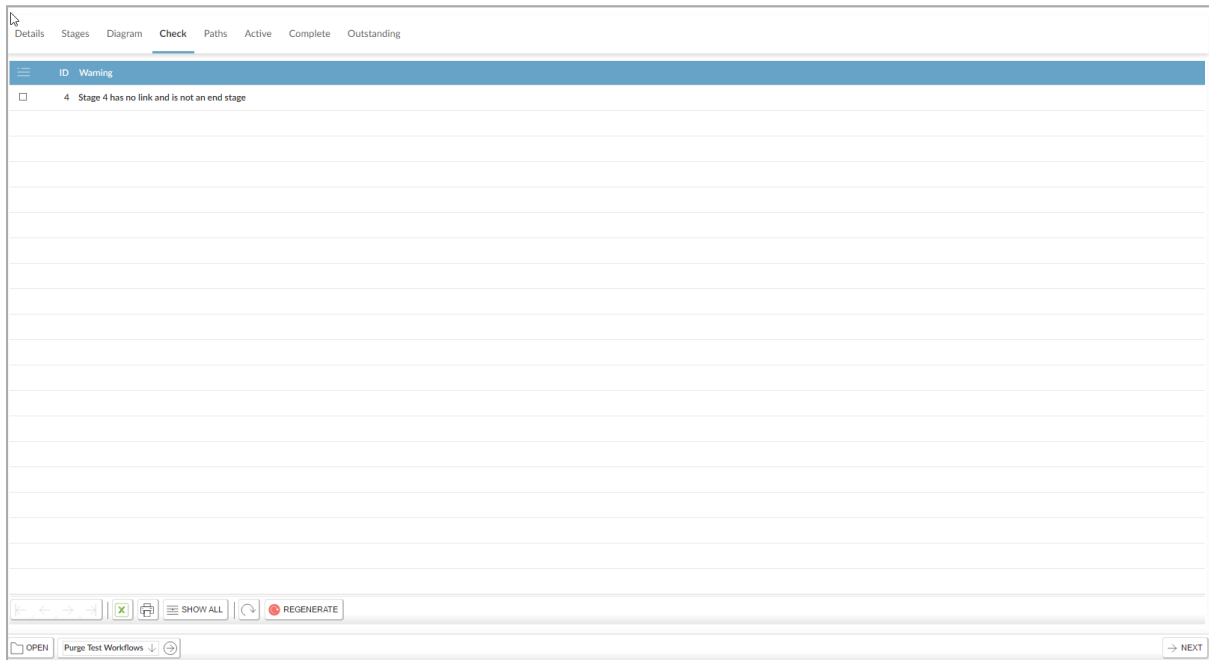 Details Stages Diagram Check Paths Active Complete Outstanding
ID Warning
4 Stage 4 has no link and is not an end stage
SHOW ALL REGENERATE
OPEN Purge Test Workflows NEXT